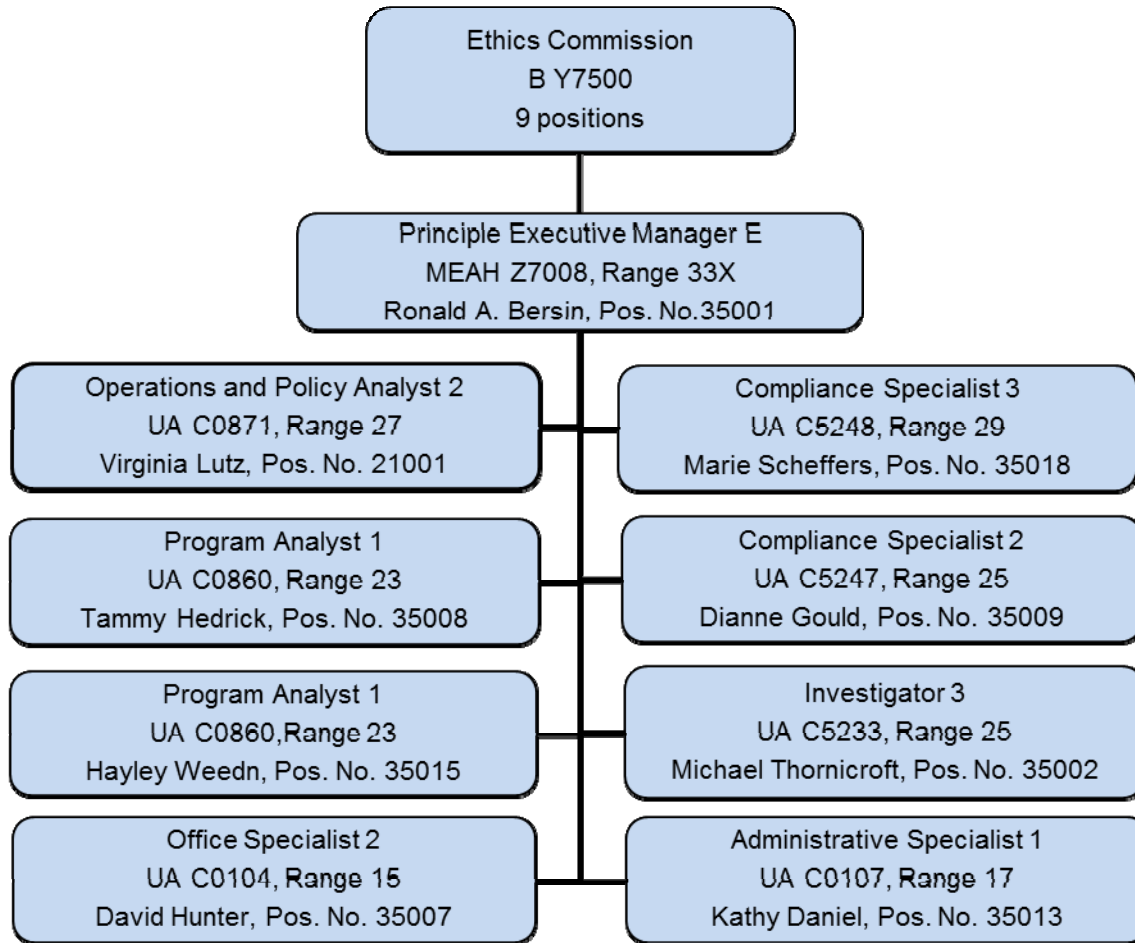 Ethics Commission
B Y7500
9 positions
Principle Executive Manager E
MEAH Z7008, Range 33X
Ronald A. Bersin, Pos. No.35001
Operations and Policy Analyst 2
UA C0871, Range 27
Virginia Lutz, Pos. No. 21001
Compliance Specialist 3
UA C5248, Range 29
Marie Scheffers, Pos. No. 35018
Program Analyst 1
UA C0860, Range 23
Tammy Hedrick, Pos. No. 35008
Compliance Specialist 2
UA C5247, Range 25
Dianne Gould, Pos. No. 35009
Program Analyst 1
UA C0860,Range 23
Hayley Weedn, Pos. No. 35015
Investigator 3
UA C5233, Range 25
Michael Thornicroft, Pos. No. 35002
Office Specialist 2
UA C0104, Range 15
David Hunter, Pos. No. 35007
Administrative Specialist 1
UA C0107, Range 17
Kathy Daniel, Pos. No. 35013